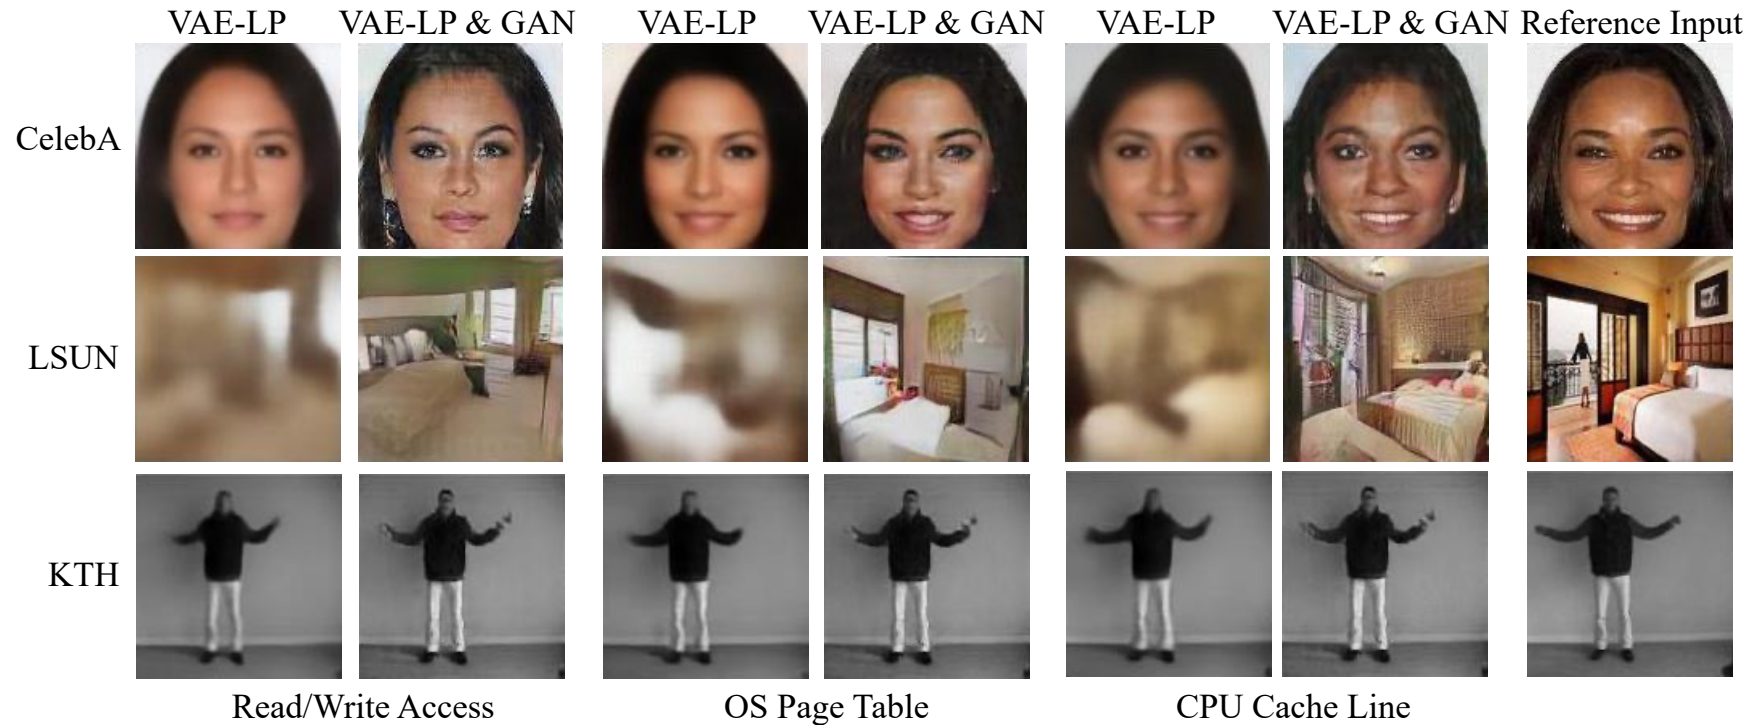 VAE-LP VAE-LP & GAN VAE-LP VAE-LP & GAN VAE-LP VAE-LP & GAN Reference Input
CelebA
LSUN
KTH
Read/Write Access OS Page Table CPU Cache Line